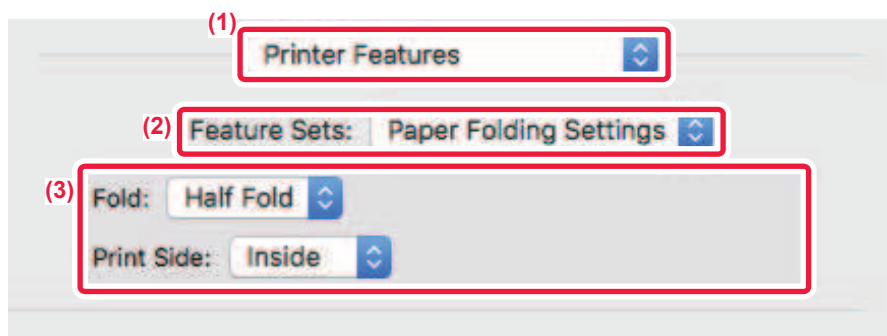 (1)
Printer Features
(2) Feature Sets: Paper Folding Settings
(3)
Fold: Half Fold
Print Side: Inside